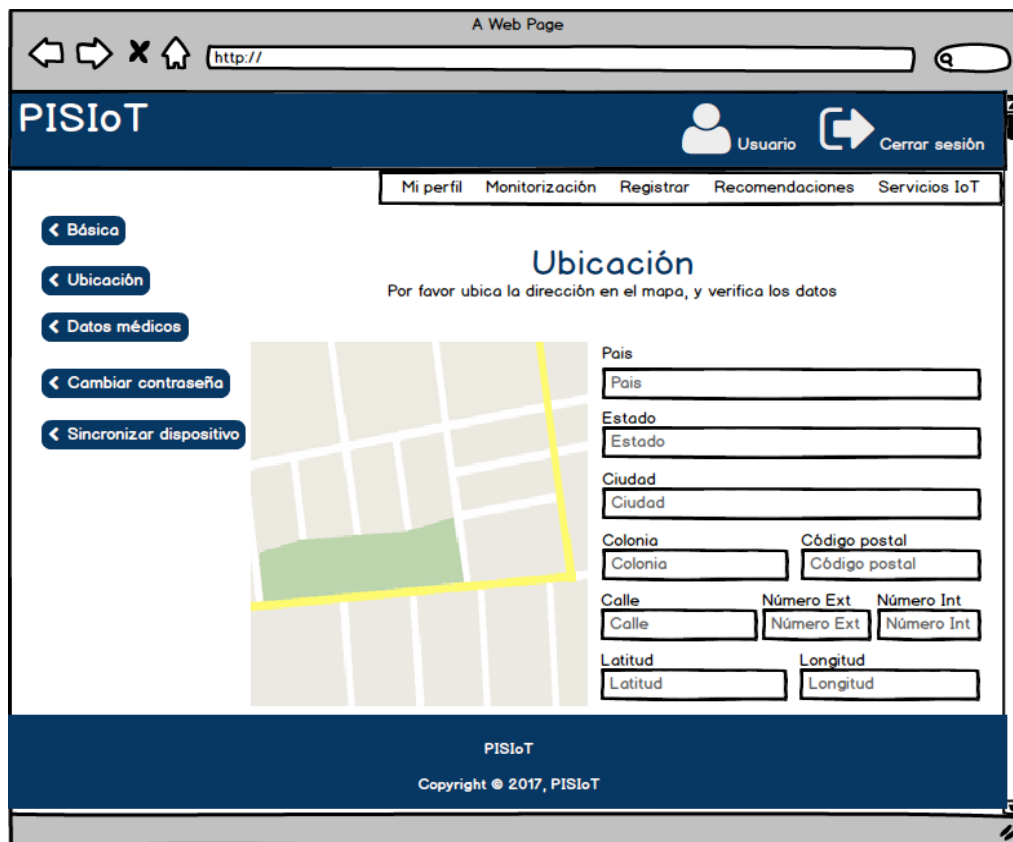 A Web Page
http://
PISIoT
Usuario
Cerrar sesión
Mi perfil Monitorización Registrar Recomendaciones Servicios IoT
Básica
Ubicación
Datos médicos
Cambiar contraseña
Sincronizar dispositivo
Ubicación
Por favor ubica la dirección en el mapa, y verifica los datos
Pais
Pais
Estado
Estado
Ciudad
Ciudad
Colonia Código postal
Colonia Código postal
Calle Número Ext Número Int
Calle Número Ext Número Int
Latitud Longitud
Latitud Longitud
PISIoT
Copyright © 2017, PISIoT